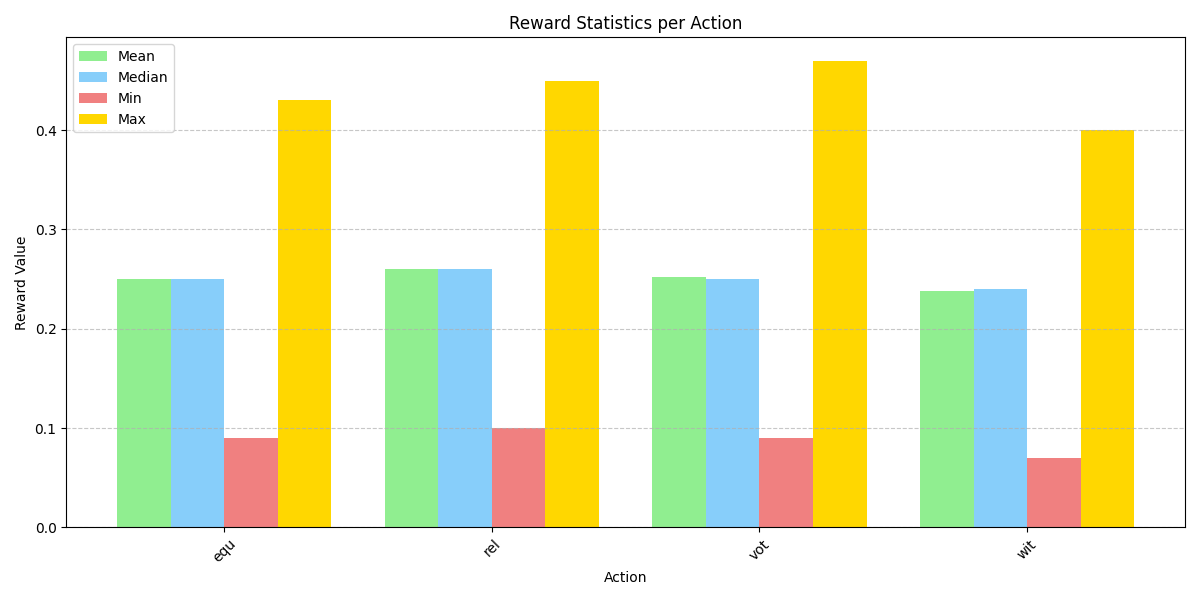 Reward Statistics per Action
Mean
Median
Min
Max
Reward Value
0.4
0.3
0.2
0.1
0.0
equ
rel
vot
wit
Action